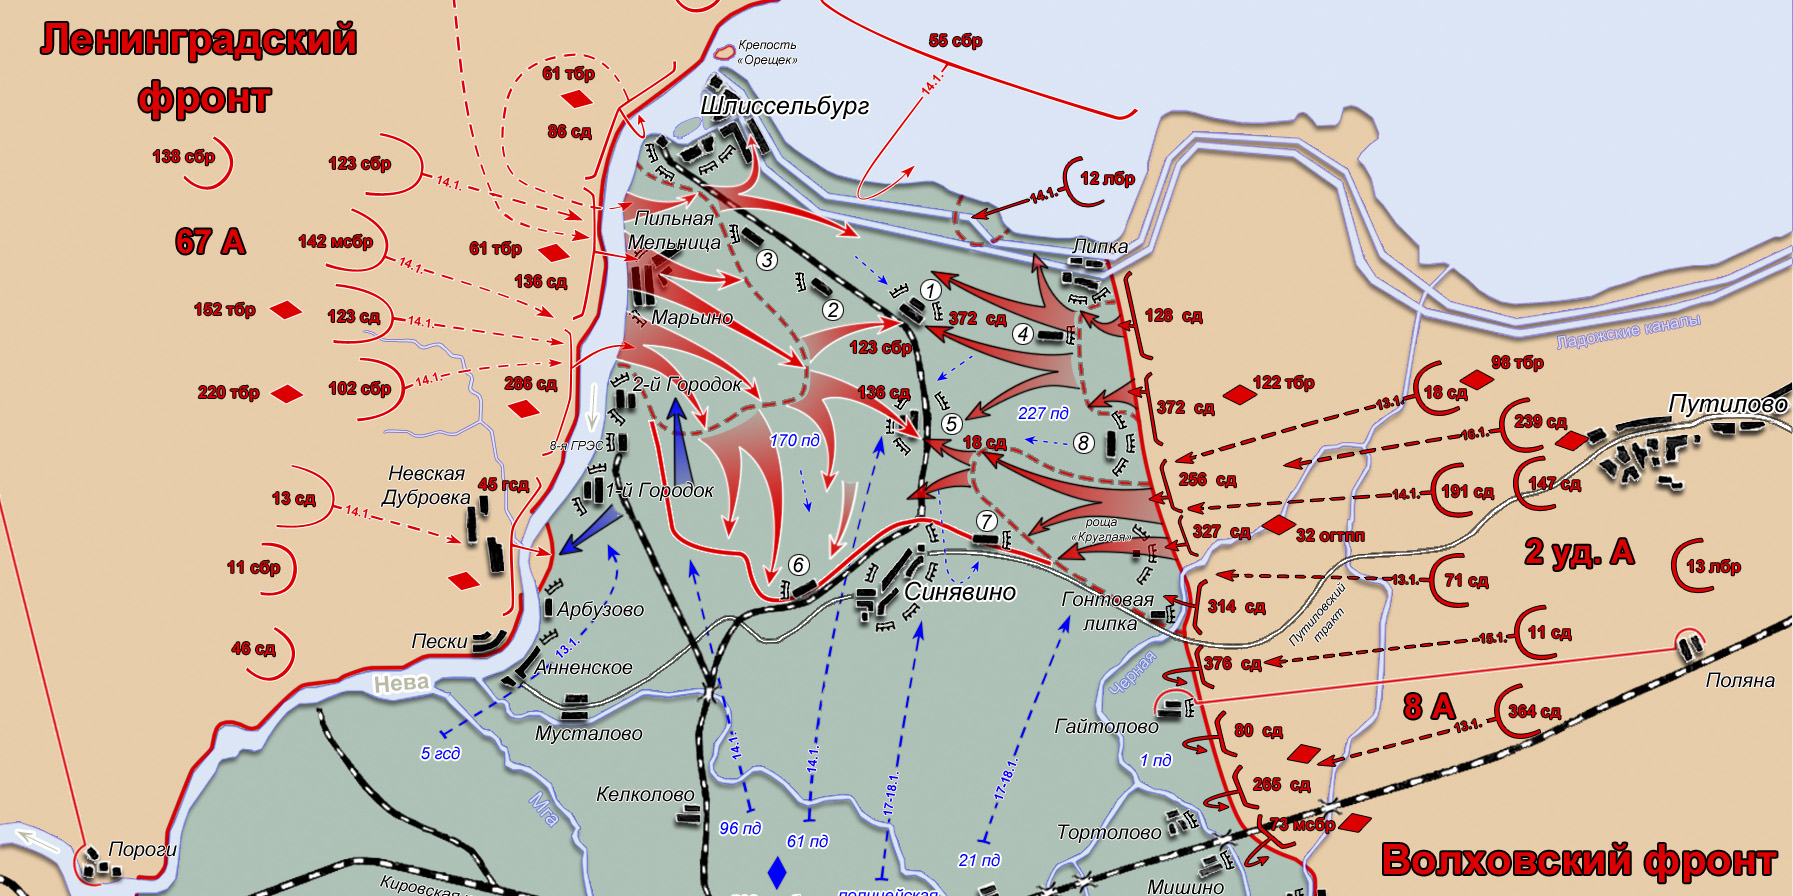 Ленинградский
фронт
55 сбр
14.1.
Крепость
«Орешек»
61 тбр
86 сд
Шлиссельбург
138 сбр
123 сбр
14.1.
12 лбр
14.1.
67 А
142 мсбр
14.1.
61 тбр
136 сд
Пильная
Мельница
3
Липка
152 тбр
123 сд
14.1.
Марьино
2
1
372 сд
4
128 сд
Ладожские каналы
123 сбр
220 тбр
102 сбр
14.1.
286 сд
2-й Городок
136 сд
227 пд
372 сд
122 тбр
98 тбр
18 сд
13.1.
Путилово
8-я ГРЭС
170 пд
5
18 сд
8
239 сд
16.1.
Невская
Дубровка
45 гсд
1-й Городок
256 сд
191 сд
14.1.
147 сд
13 сд
14.1.
7
роща
«Круглая»
327 сд
32 огтпп
2 уд. А
11 сбр
6
Синявино
71 сд
13.1.
13 лбр
Арбузово
Гонтовая
липка
314 сд
Путиловский
тракт
Пески
46 сд
13.1.
Анненское
11 сд
15.1.
376 сд
Нева
Черная
Поляна
Мусталово
Гайтолово
8 А
364 сд
13.1.
5 гсд
14.1.
14.1.
17-18.1.
17-18.1.
80 сд
1 пд
265 сд
Келколово
Мга
96 пд
61 пд
21 пд
Тортолово
73 мсбр
Пороги
Волховский фронт
Кировская
полицейская
Мишино